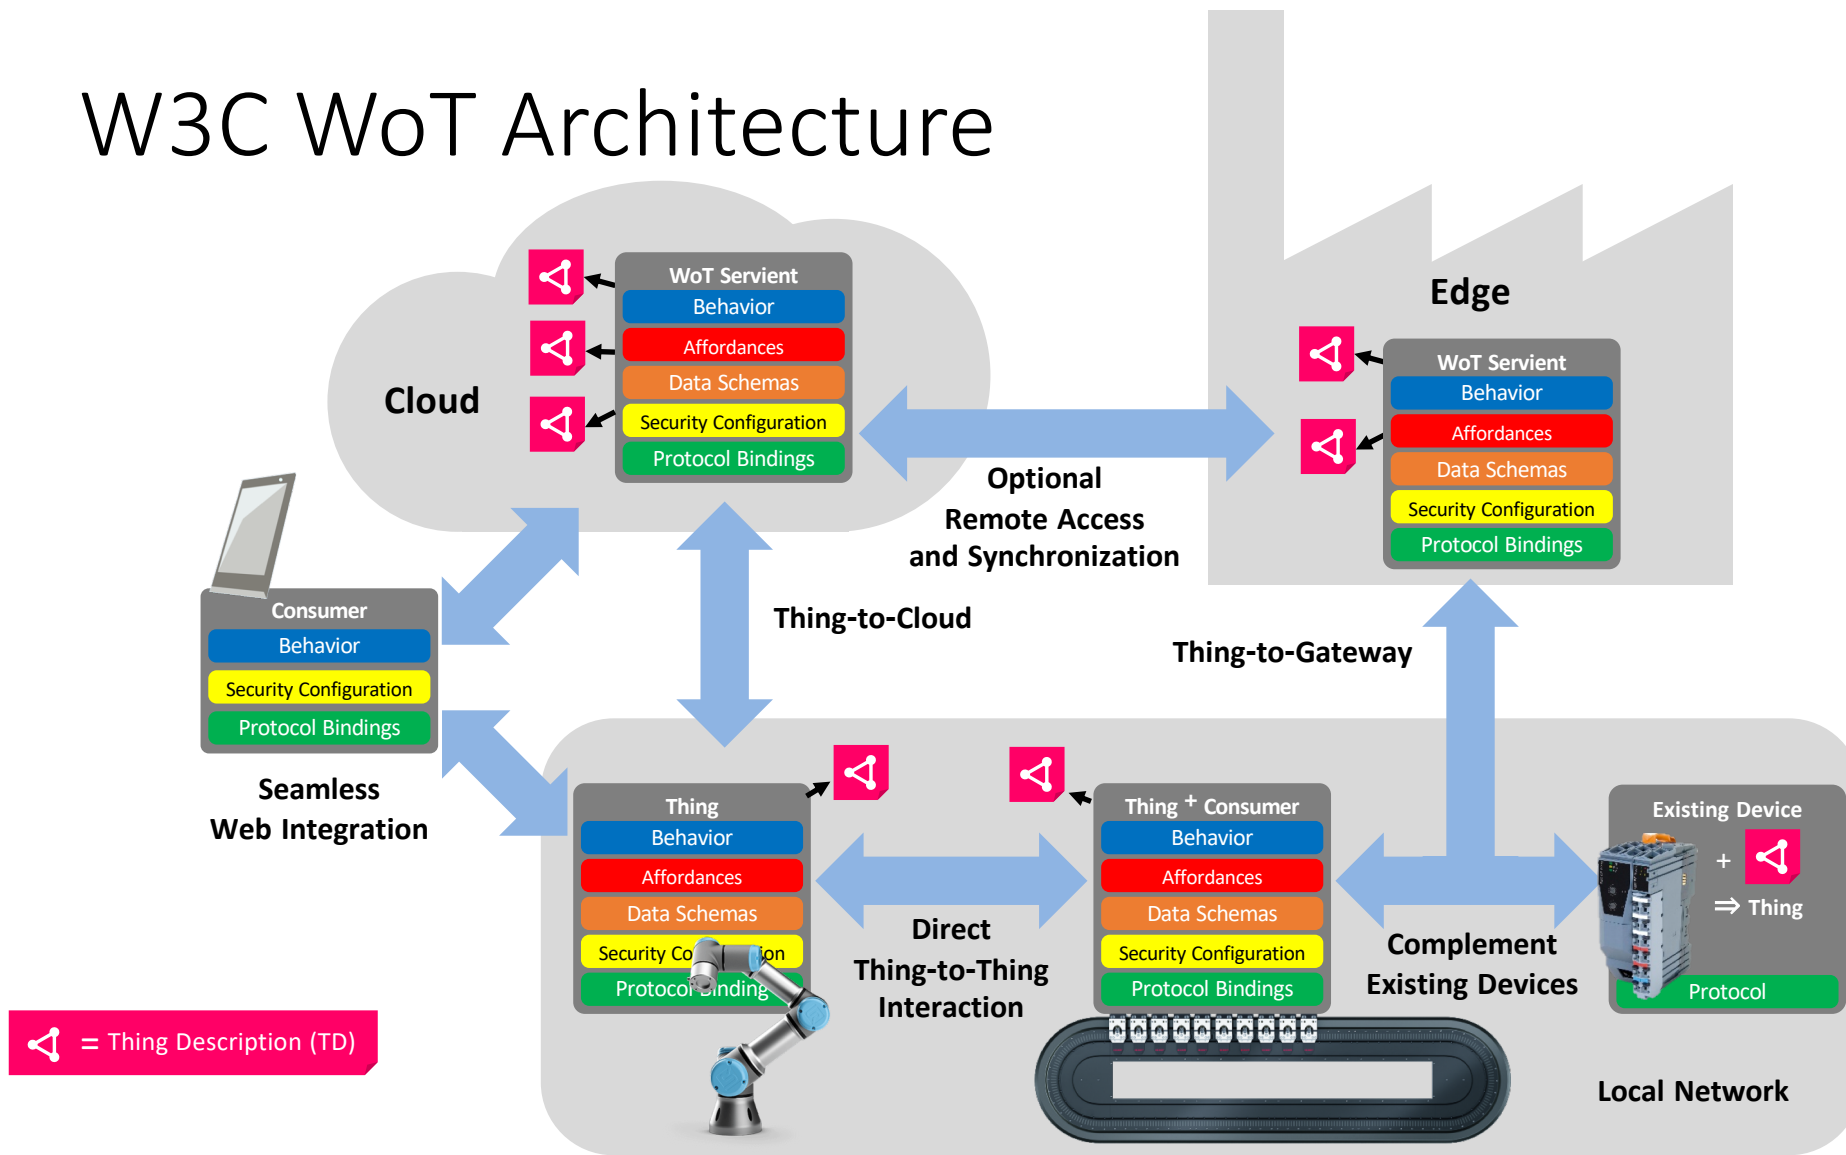 W3C WoT Architecture
Cloud
WoT Servient
Behavior
Affordances
Data Schemas
Security Configuration
Protocol Bindings
Edge
WoT Servient
Behavior
Affordances
Data Schemas
Security Configuration
Protocol Bindings
Optional
Remote Access
and Synchronization
Consumer
Behavior
Security Configuration
Protocol Bindings
Thing-to-Cloud
Thing-to-Gateway
Seamless
Web Integration
Thing
Behavior
Affordances
Data Schemas
Security Configuration
Protocol Bindings
Direct
Thing-to-Thing
Interaction
Thing + Consumer
Behavior
Affordances
Data Schemas
Security Configuration
Protocol Bindings
Complement
Existing Devices
Existing Device
+
⇒ Thing
Protocol
= Thing Description (TD)
Local Network